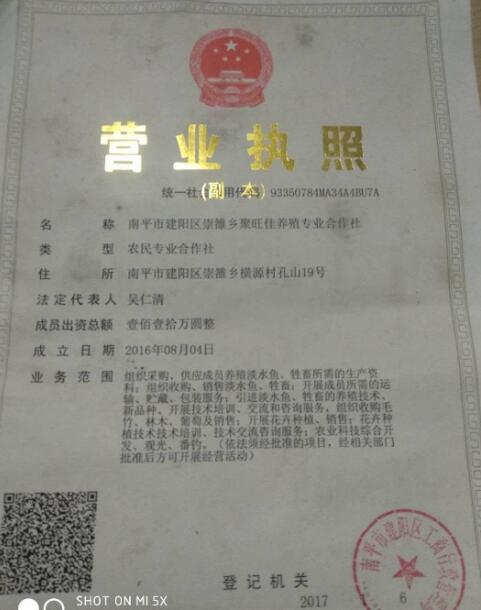 营业执照
(副 本)
统一社 用代码 93350784MA34A4BU7A
名 称 南平市建阳区崇雒乡聚旺佳养殖专业合作社
类 型 农民专业合作社
住 所 南平市建阳区崇雒乡横源村孔山19号
法定代表人 吴仁清
成员出资总额 壹佰壹拾万圆整
成立日期 2016年08月04日
业务范围 组织采购、供应成员养殖淡水鱼、牲畜所需的生产资
料；组织收购、销售淡水鱼、牲畜；开展成员所需的运
输、贮藏、包装服务；引进淡水鱼、牲畜的养殖技术、
新品种、开展技术培训、交流和咨询服务，组织收购毛
竹、林木、葡萄及销售；开展花卉种植、销售；花卉种
植技术技术培训、技术交流咨询服务；农业科技综合开
发、观光、垂钓。（依法须经批准的项目，经相关部门
批准后方可开展经营活动）
南平市建阳区工商行政
登记机关
2017
6
SHOT ON MI 5X